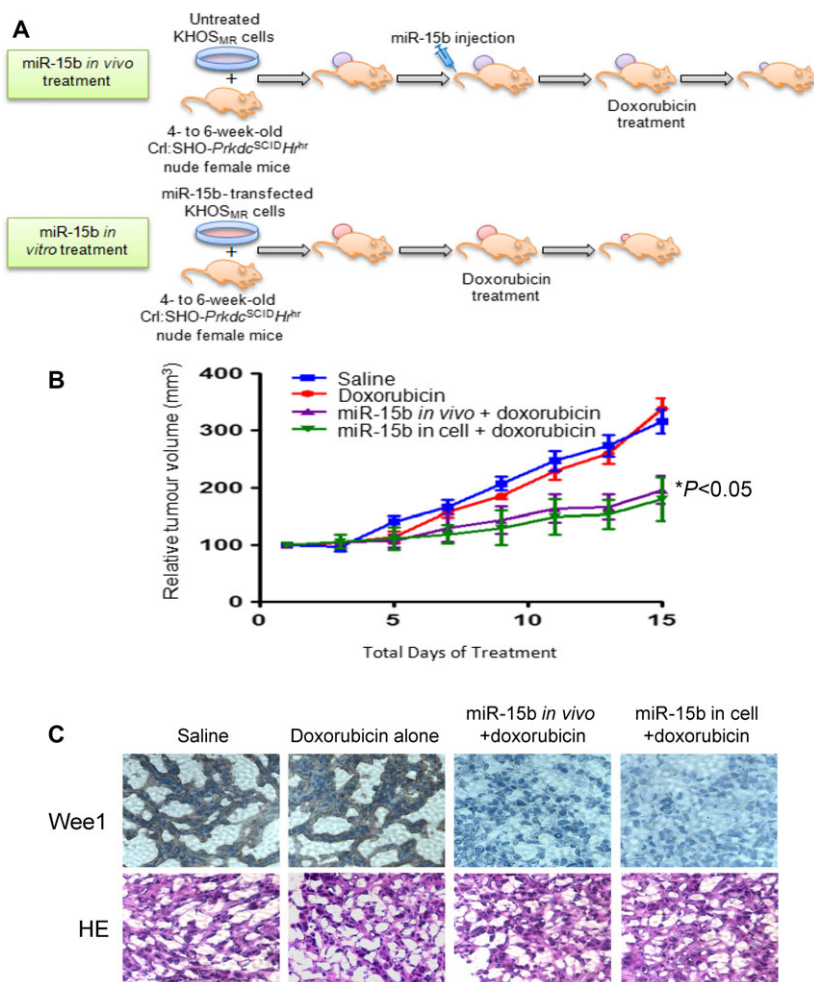 A
miR-15b in vivo
treatment
Untreated
KHOSMR cells
+
4- to 6-week-old
Crl:SHO-PrkdcSCIDHrhr
nude female mice
miR-15b injection
Doxorubicin
treatment
miR-15b in
vitro treatment
miR-15b-transfected
KHOSMR cells
+
4- to 6-week-old
Crl:SHO-PrkdcSCIDHrhr
nude female mice
Doxorubicin
treatment
B
Relative tumour volume (mm³)
400
300
200
100
0
Saline
Doxorubicin
miR-15b in vivo + doxorubicin
miR-15b in cell + doxorubicin
*P<0.05
0 5 10 15
Total Days of Treatment
C
Saline
Doxorubicin alone
miR-15b in vivo
+doxorubicin
miR-15b in cell
+doxorubicin
Wee1
HE